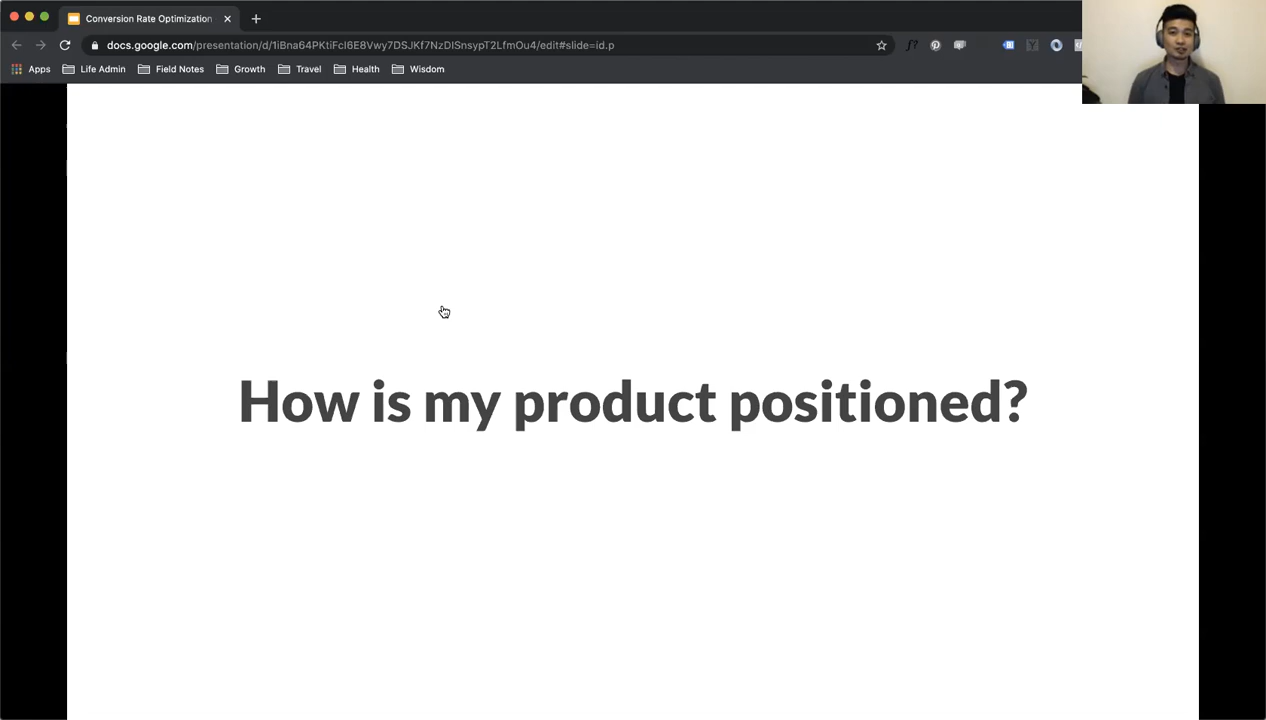 Conversion Rate Optimization
docs.google.com/presentation/d/1iBna64PKtiFcI6E8Vwy7DSJKf7NzDISnsypT2LfmOu4/edit#slide=id.p
Apps Life Admin Field Notes Growth Travel Health Wisdom
How is my product positioned?